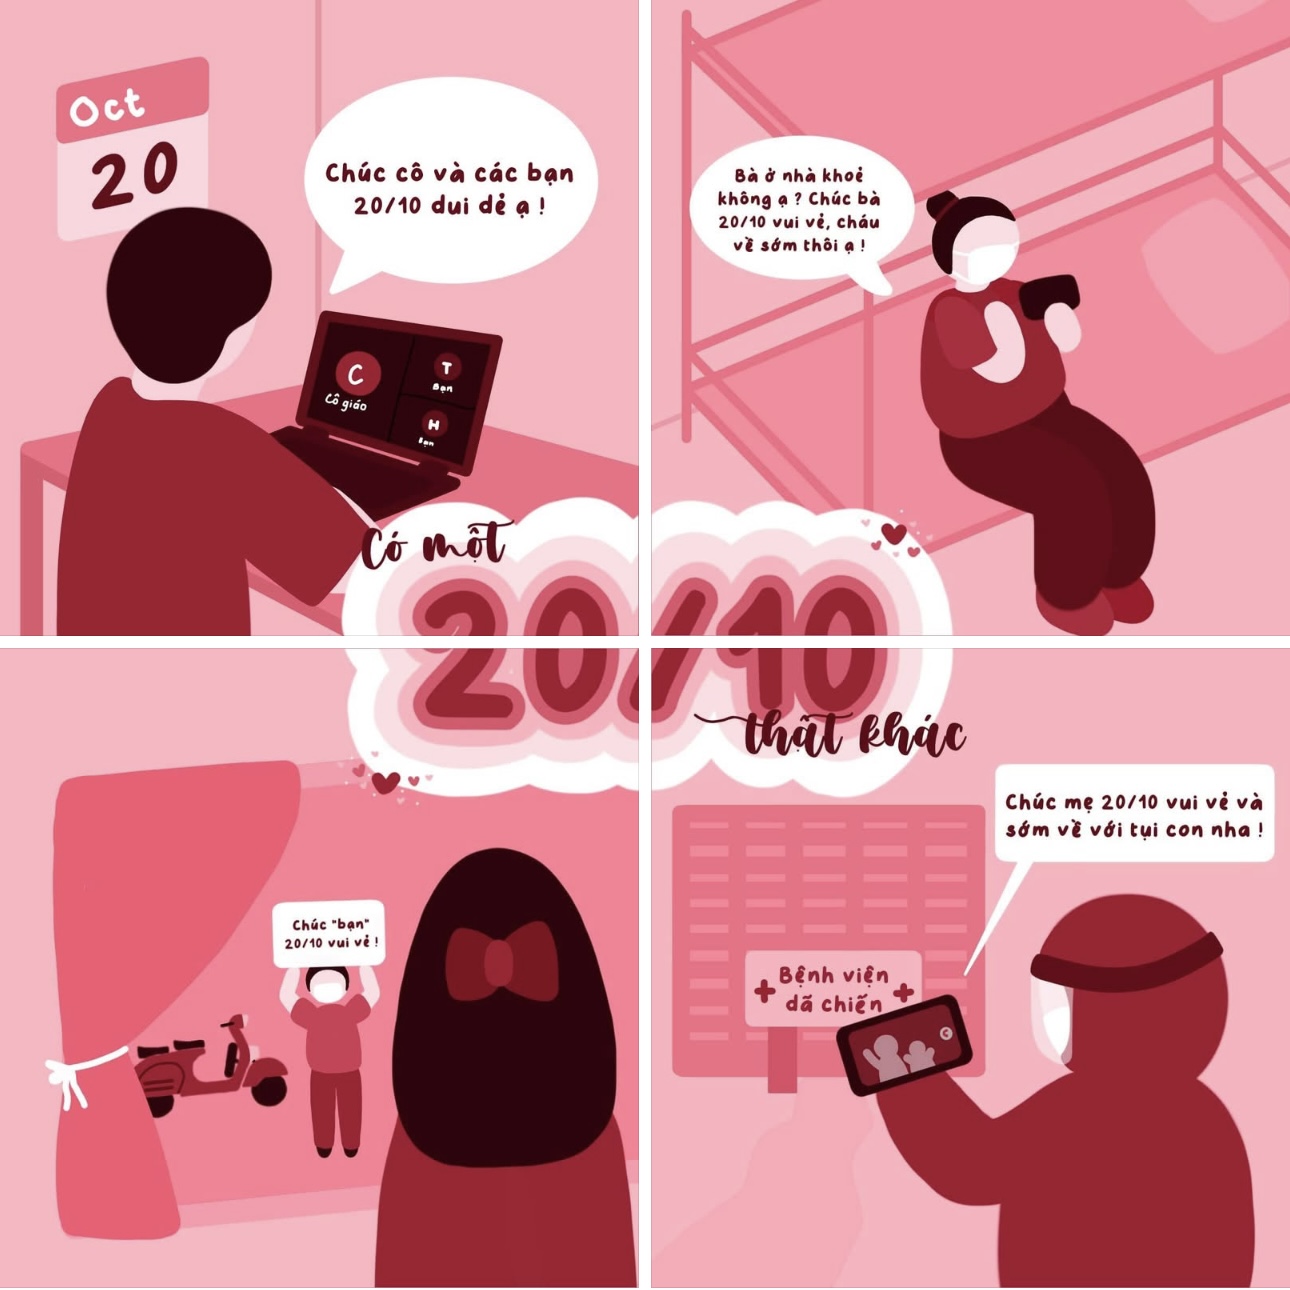 Oct
20
Chúc cô và các bạn
20/10 dui dẻ ạ !
C
Cô giáo
T
Bạn
H
Bạn
Bà ở nhà khoẻ
không ạ ? Chúc bà
20/10 vui vẻ, cháu
về sớm thôi ạ !
Có một
20/10
thật khác
Chúc "bạn"
20/10 vui vẻ !
Chúc mẹ 20/10 vui vẻ và
sớm về với tụi con nha !
Bệnh viện
dã chiến